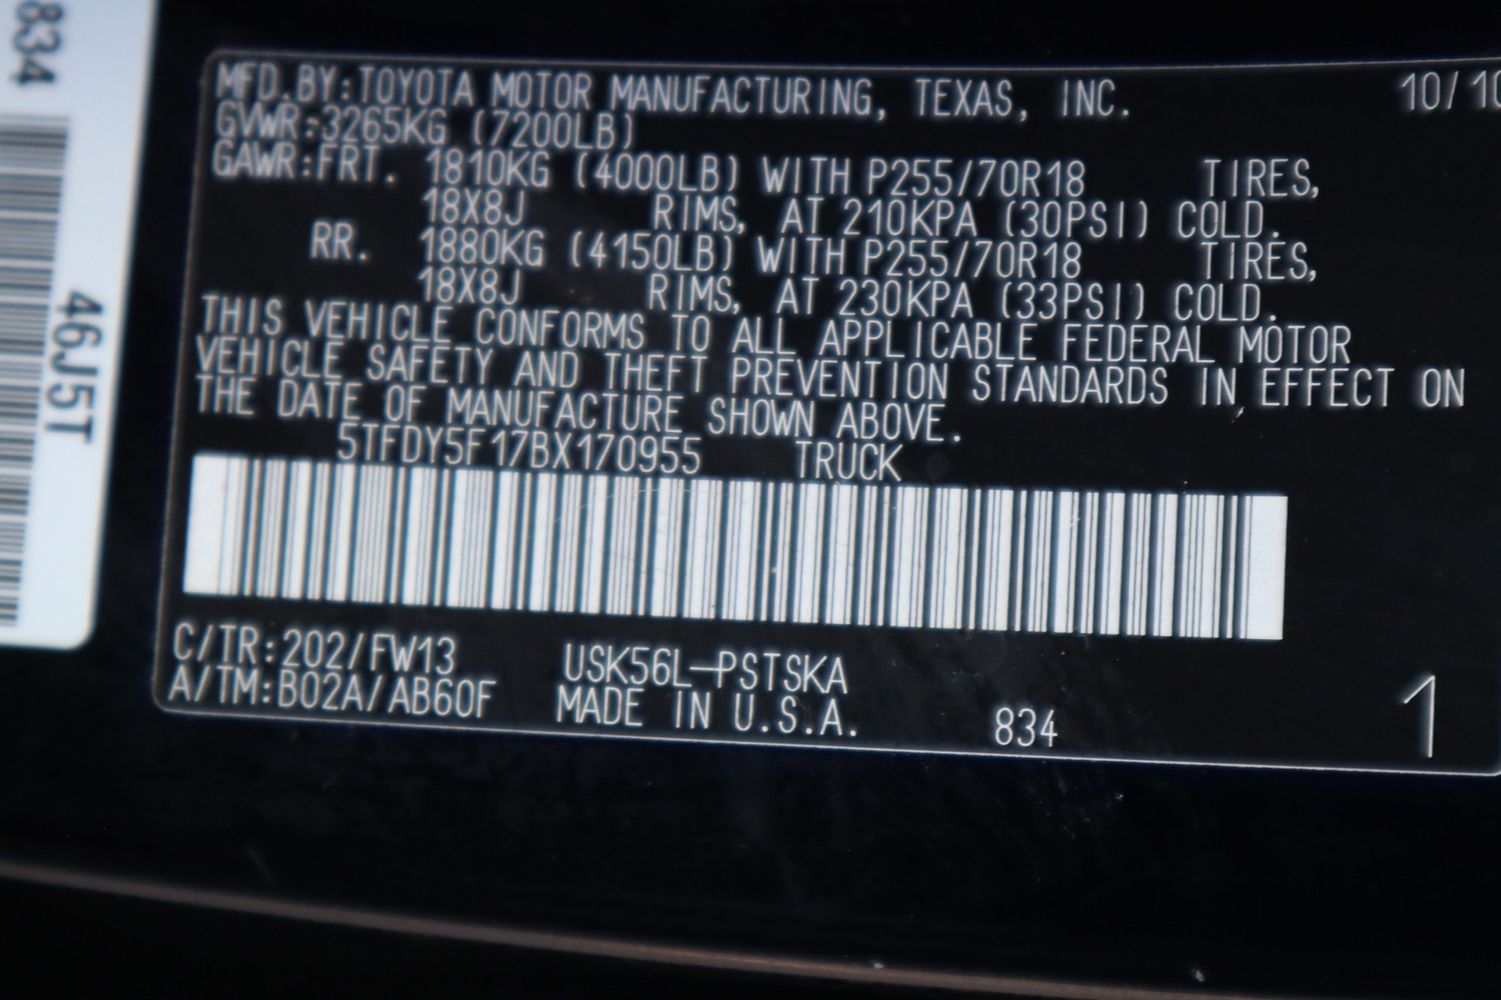 834
46J5T
MFD.BY:TOYOTA MOTOR MANUFACTURING, TEXAS, INC. 10/10
GVWR:3265KG (7200LB)
GAWR:FRT. 1810KG (4000LB) WITH P255/70R18 TIRES,
18X8J RIMS, AT 210KPA (30PSI) COLD.
RR. 1880KG (4150LB) WITH P255/70R18 TIRES,
18X8J RIMS, AT 230KPA (33PSI) COLD.
THIS VEHICLE CONFORMS TO ALL APPLICABLE FEDERAL MOTOR
VEHICLE SAFETY AND THEFT PREVENTION STANDARDS IN EFFECT ON
THE DATE OF MANUFACTURE SHOWN ABOVE.
5TFDY5F17BX170955 TRUCK
C/TR:202/FW13 USK56L-PSTSKA
A/TM:B02A/AB60F MADE IN U.S.A. 834 1